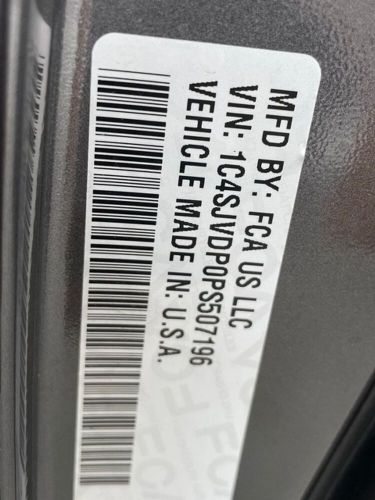 MFD BY: FCA US LLC
VIN: 1C4SJVDP0PS507196
VEHICLE MADE IN: U.S.A.